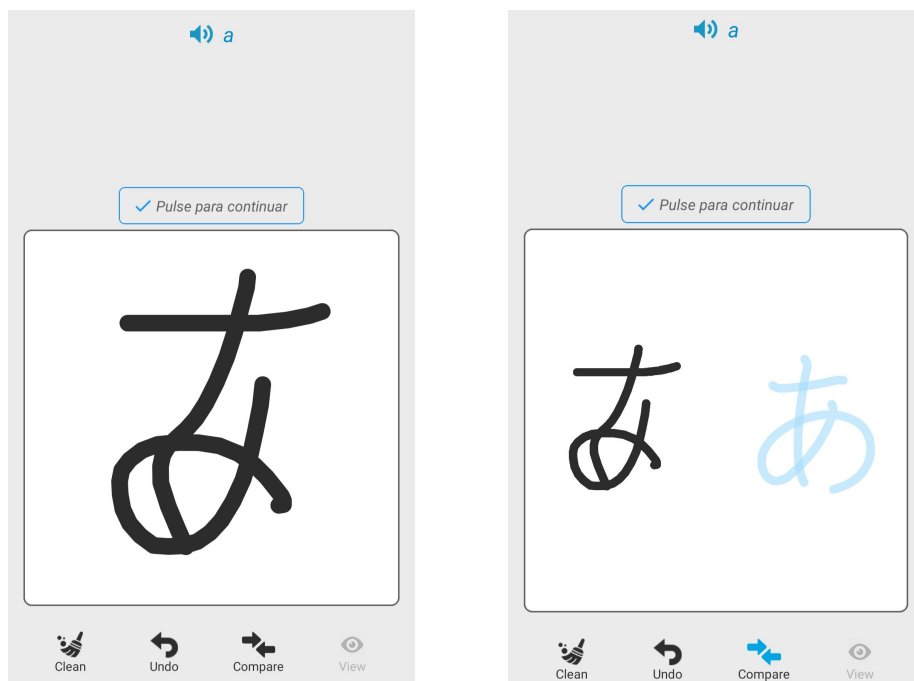 a
Pulse para continuar
あ
Clean Undo Compare View
a
Pulse para continuar
あ あ
Clean Undo Compare View